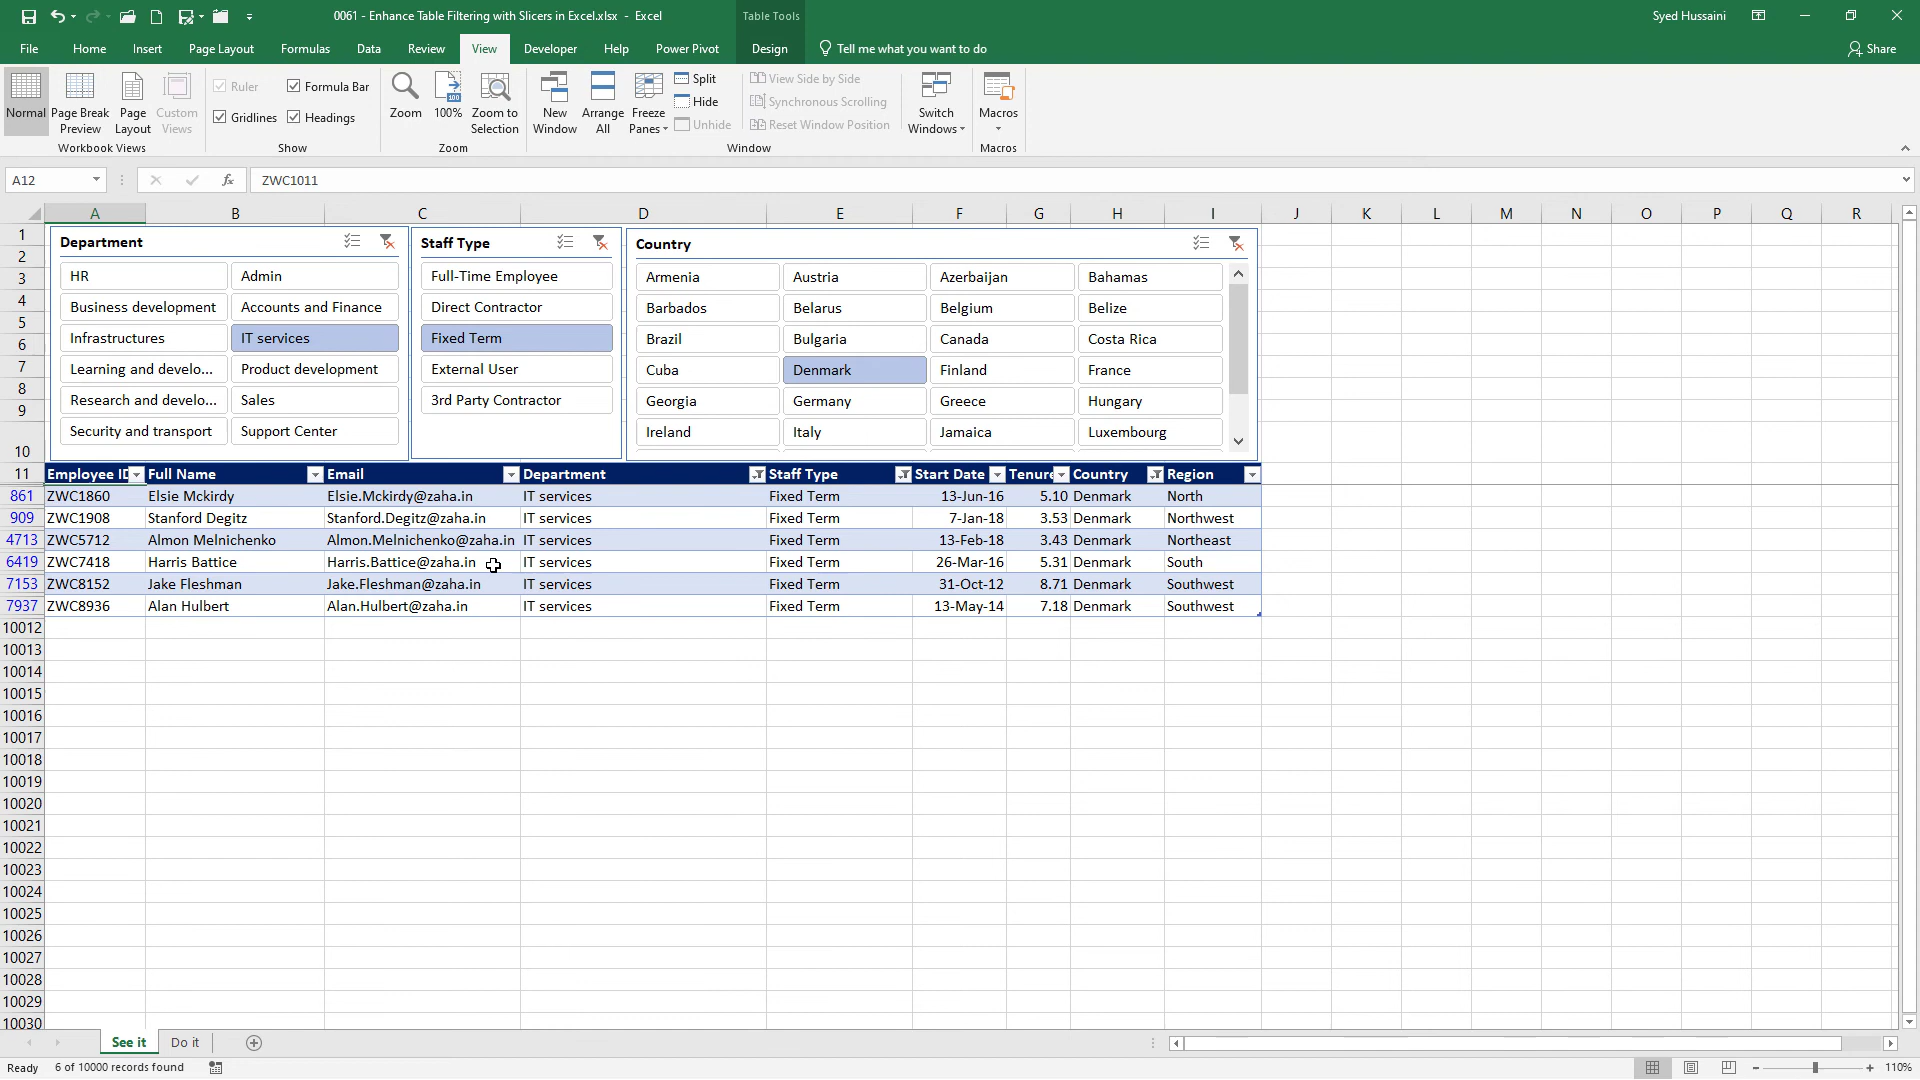 0061 - Enhance Table Filtering with Slicers in Excel.xlsx - Excel
Table Tools
Syed Hussaini
File Home Insert Page Layout Formulas Data Review View Developer Help Power Pivot Design Tell me what you want to do Share
Normal
Page Break Preview
Page Layout
Custom Views
Workbook Views
Ruler
Formula Bar
Gridlines
Headings
Show
Zoom
100%
Zoom to Selection
Zoom
New Window
Arrange All
Freeze Panes
Split
Hide
Unhide
View Side by Side
Synchronous Scrolling
Reset Window Position
Window
Switch Windows
Macros
Macros
A12 fx ZWC1011
A B C D E F G H I J K L M N O P Q R
1
2
3
4
5
6
7
8
9
10
Department
HR Admin
Business development Accounts and Finance
Infrastructures IT services
Learning and develo... Product development
Research and develo... Sales
Security and transport Support Center
Staff Type
Full-Time Employee
Direct Contractor
Fixed Term
External User
3rd Party Contractor
Country
Armenia Austria Azerbaijan Bahamas
Barbados Belarus Belgium Belize
Brazil Bulgaria Canada Costa Rica
Cuba Denmark Finland France
Georgia Germany Greece Hungary
Ireland Italy Jamaica Luxembourg
11 Employee ID Full Name Email Department Staff Type Start Date Tenure Country Region
861 ZWC1860 Elsie Mckirdy Elsie.Mckirdy@zaha.in IT services Fixed Term 13-Jun-16 5.10 Denmark North
909 ZWC1908 Stanford Degitz Stanford.Degitz@zaha.in IT services Fixed Term 7-Jan-18 3.53 Denmark Northwest
4713 ZWC5712 Almon Melnichenko Almon.Melnichenko@zaha.in IT services Fixed Term 13-Feb-18 3.43 Denmark Northeast
6419 ZWC7418 Harris Battice Harris.Battice@zaha.in IT services Fixed Term 26-Mar-16 5.31 Denmark South
7153 ZWC8152 Jake Fleshman Jake.Fleshman@zaha.in IT services Fixed Term 31-Oct-12 8.71 Denmark Southwest
7937 ZWC8936 Alan Hulbert Alan.Hulbert@zaha.in IT services Fixed Term 13-May-14 7.18 Denmark Southwest
10012
10013
10014
10015
10016
10017
10018
10019
10020
10021
10022
10023
10024
10025
10026
10027
10028
10029
10030
See it Do it
Ready 6 of 10000 records found 110%